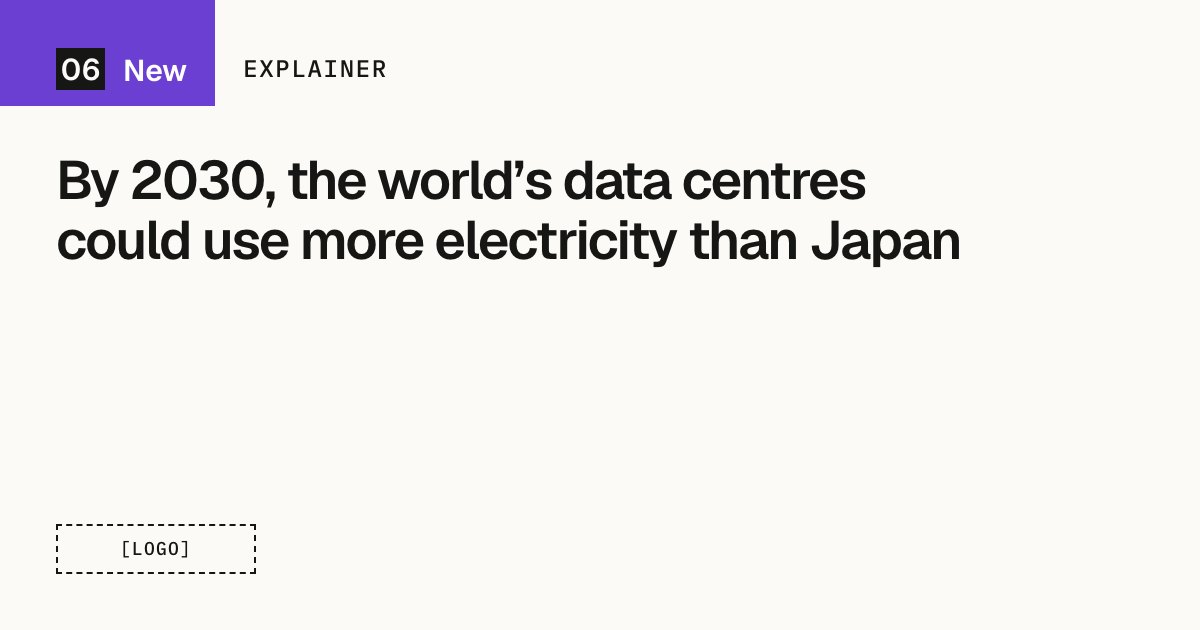 06 New EXPLAINER
By 2030, the world’s data centres
could use more electricity than Japan
[LOGO]